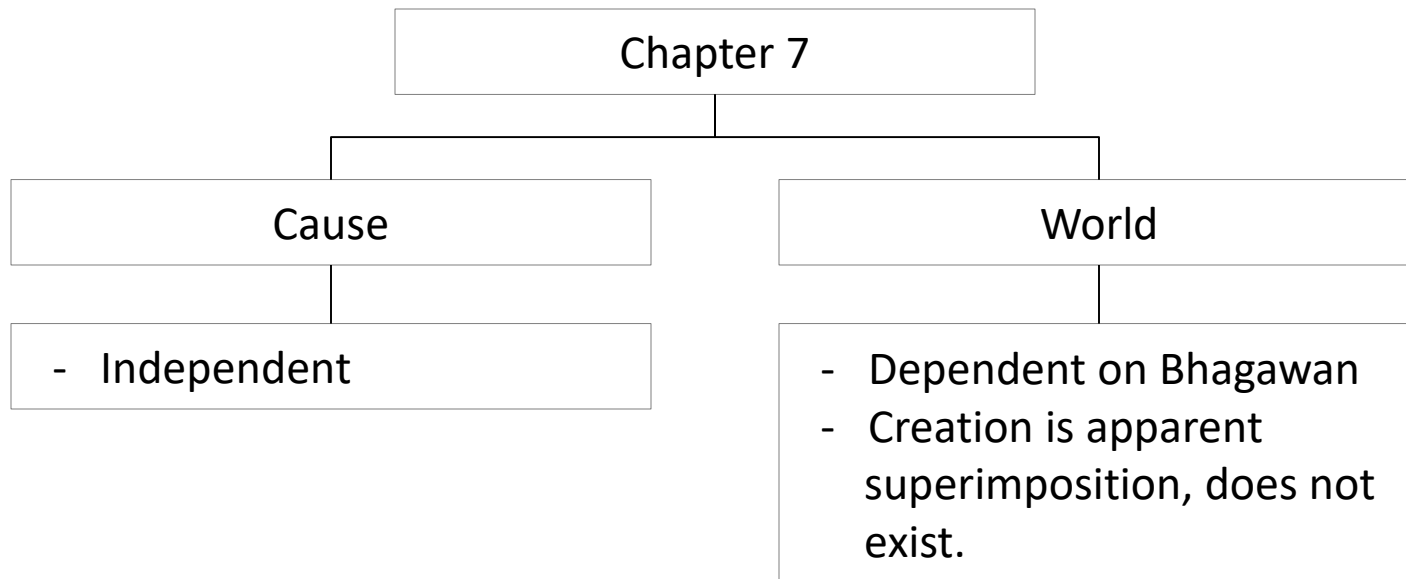 Chapter 7
Cause
World
- Independent
- Dependent on Bhagawan
- Creation is apparent
superimposition, does not
exist.